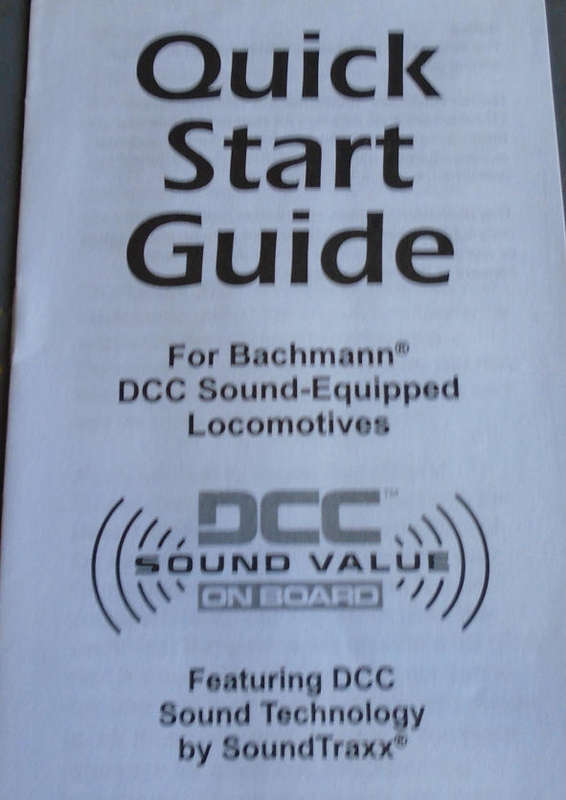 Quick
Start
Guide
For Bachmann®
DCC Sound-Equipped
Locomotives
DCC™
SOUND VALUE
ON BOARD
Featuring DCC
Sound Technology
by SoundTraxx®